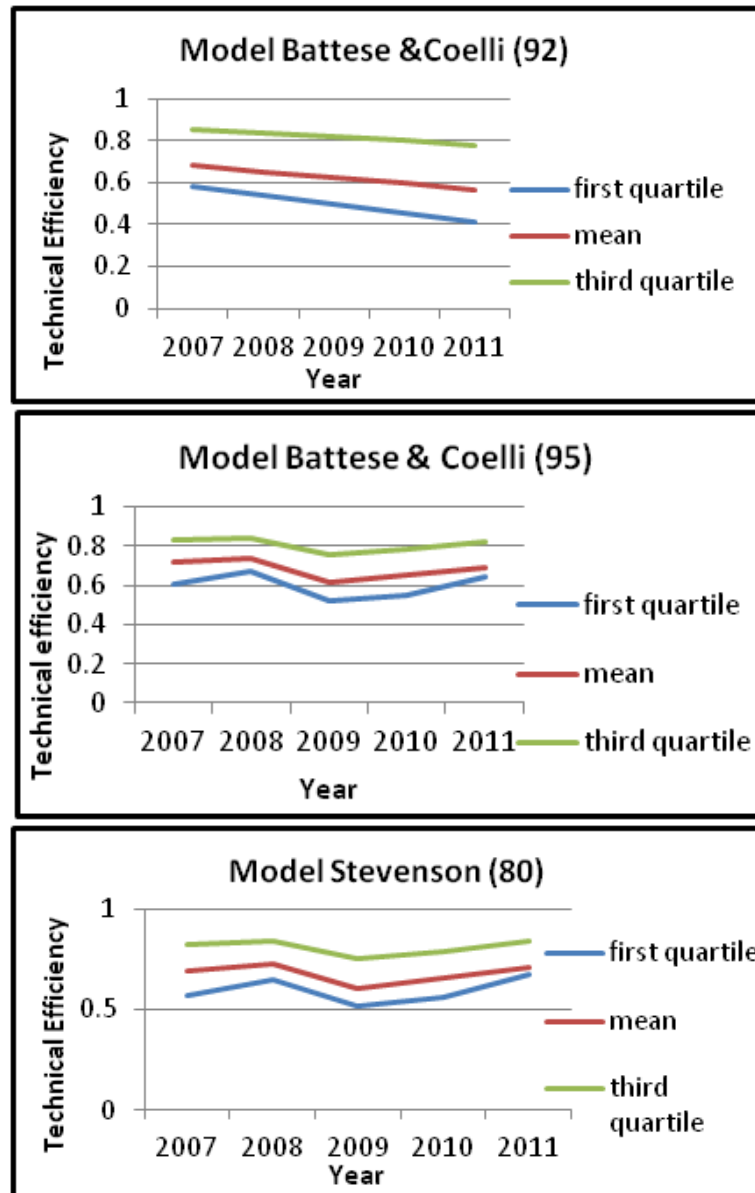 Model Battese &Coelli (92)
Technical Efficiency
1
0.8
0.6
0.4
0.2
0
2007 2008 2009 2010 2011
Year
first quartile
mean
third quartile
Model Battese & Coelli (95)
Technical efficiency
1
0.8
0.6
0.4
0.2
0
2007 2008 2009 2010 2011
Year
first quartile
mean
third quartile
Model Stevenson (80)
Technical Efficiency
1
0.5
0
2007 2008 2009 2010 2011
Year
first quartile
mean
third
quartile